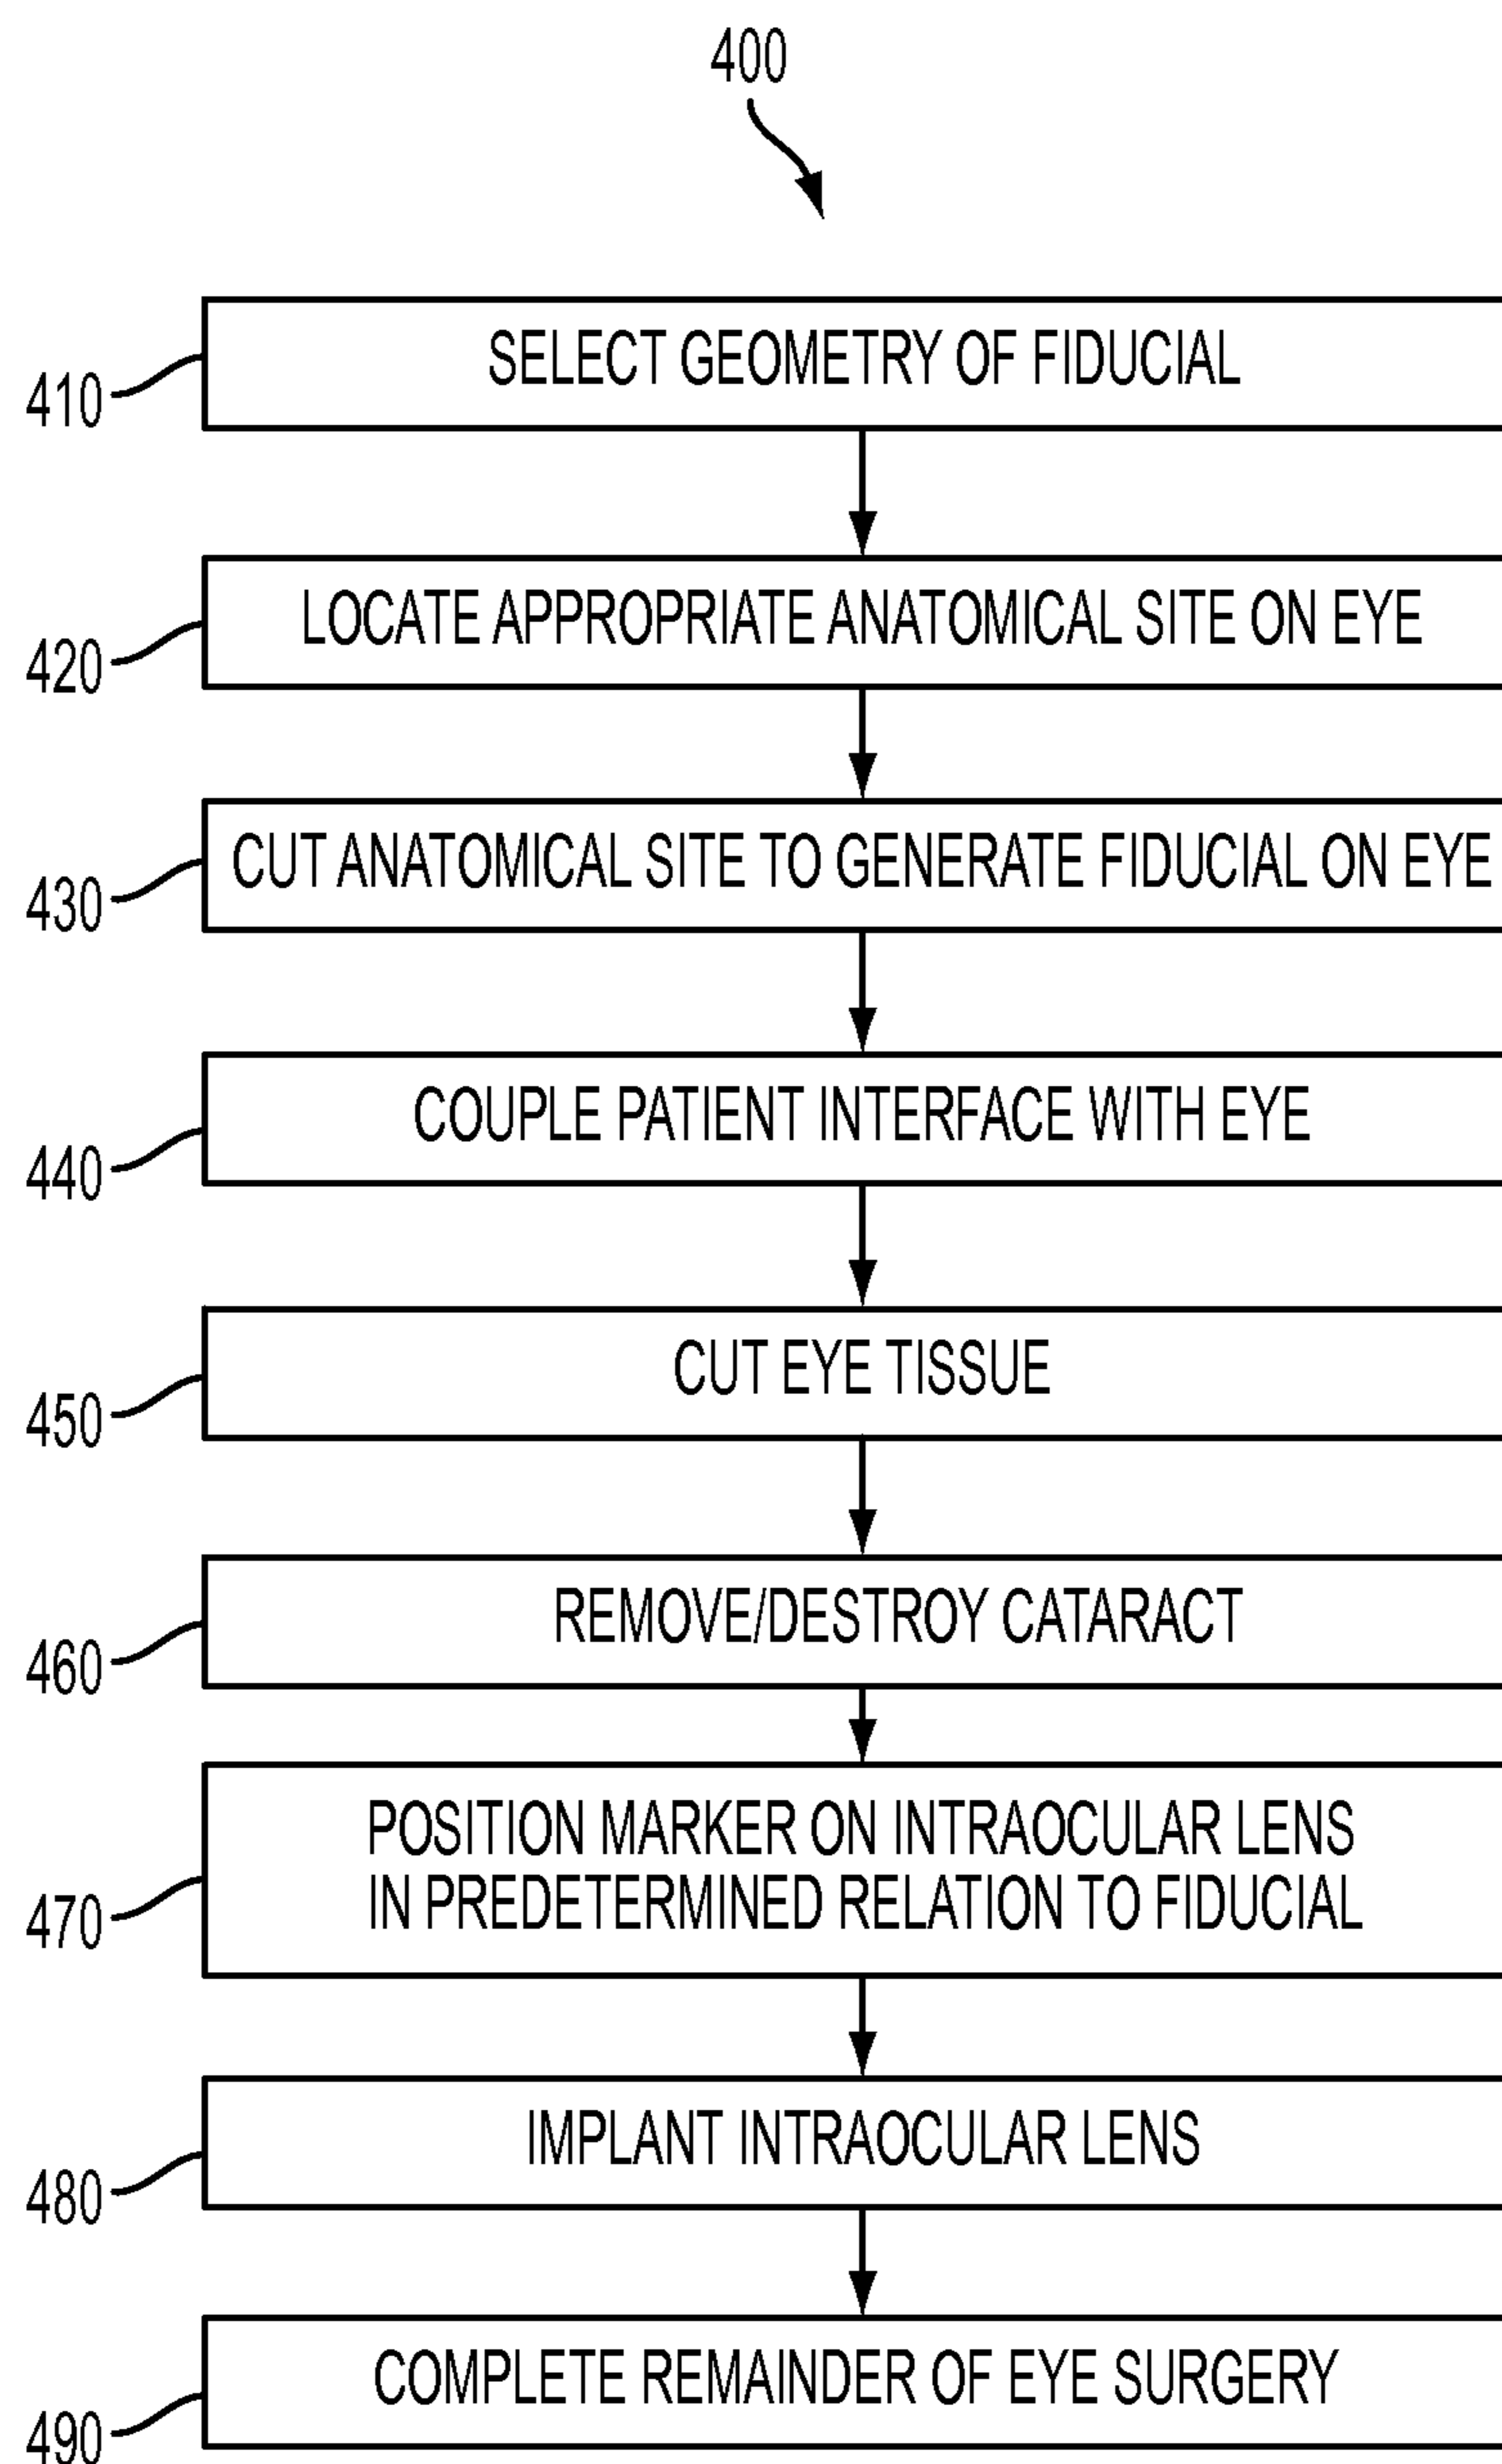 400
410
SELECT GEOMETRY OF FIDUCIAL
420
LOCATE APPROPRIATE ANATOMICAL SITE ON EYE
430
CUT ANATOMICAL SITE TO GENERATE FIDUCIAL ON EYE
440
COUPLE PATIENT INTERFACE WITH EYE
450
CUT EYE TISSUE
460
REMOVE/DESTROY CATARACT
470
POSITION MARKER ON INTRAOCULAR LENS
IN PREDETERMINED RELATION TO FIDUCIAL
480
IMPLANT INTRAOCULAR LENS
490
COMPLETE REMAINDER OF EYE SURGERY